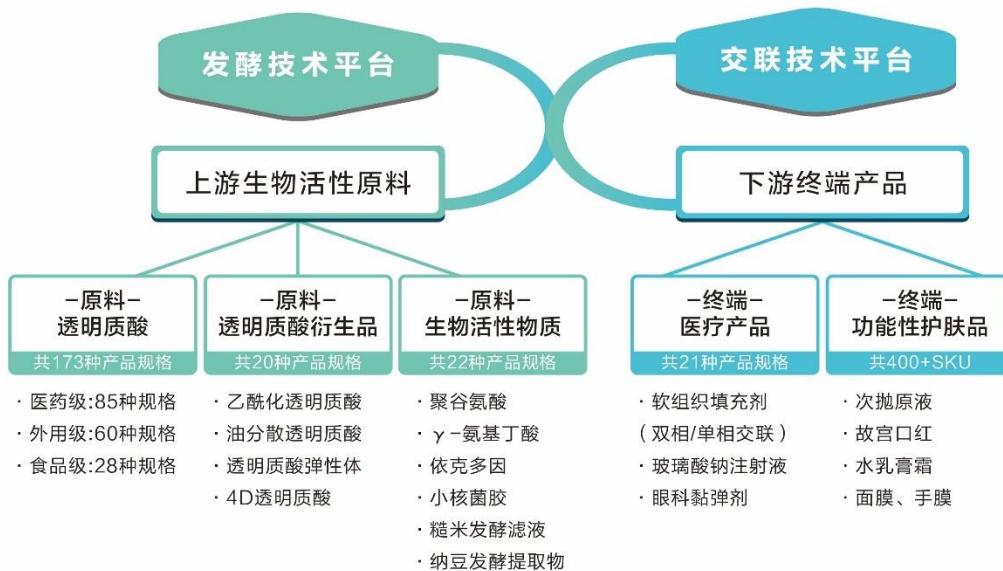 发酵技术平台
交联技术平台
上游生物活性原料
下游终端产品
-原料-
透明质酸
共173种产品规格
· 医药级:85种规格
· 外用级:60种规格
· 食品级:28种规格
-原料-
透明质酸衍生品
共20种产品规格
· 乙酰化透明质酸
· 油分散透明质酸
· 透明质酸弹性体
· 4D透明质酸
-原料-
生物活性物质
共22种产品规格
· 聚谷氨酸
· γ-氨基丁酸
· 依克多因
· 小核菌胶
· 糙米发酵滤液
· 纳豆发酵提取物
-终端-
医疗产品
共21种产品规格
· 软组织填充剂
(双相/单相交联)
· 玻璃酸钠注射液
· 眼科黏弹剂
-终端-
功能性护肤品
共400+SKU
· 次抛原液
· 故宫口红
· 水乳膏霜
· 面膜、手膜